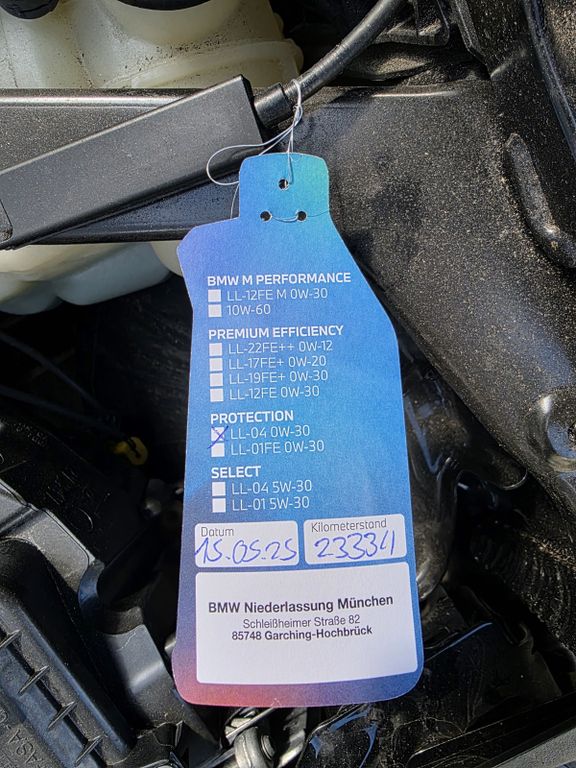 BMW M PERFORMANCE
LL-12FE M 0W-30
10W-60
PREMIUM EFFICIENCY
LL-22FE++ 0W-12
LL-17FE+ 0W-20
LL-19FE+ 0W-30
LL-12FE 0W-30
PROTECTION
LL-04 0W-30
LL-01FE 0W-30
SELECT
LL-04 5W-30
LL-01 5W-30
Datum
15.05.25
Kilometerstand
23334
BMW Niederlassung München
Schleißheimer Straße 82
85748 Garching-Hochbrück